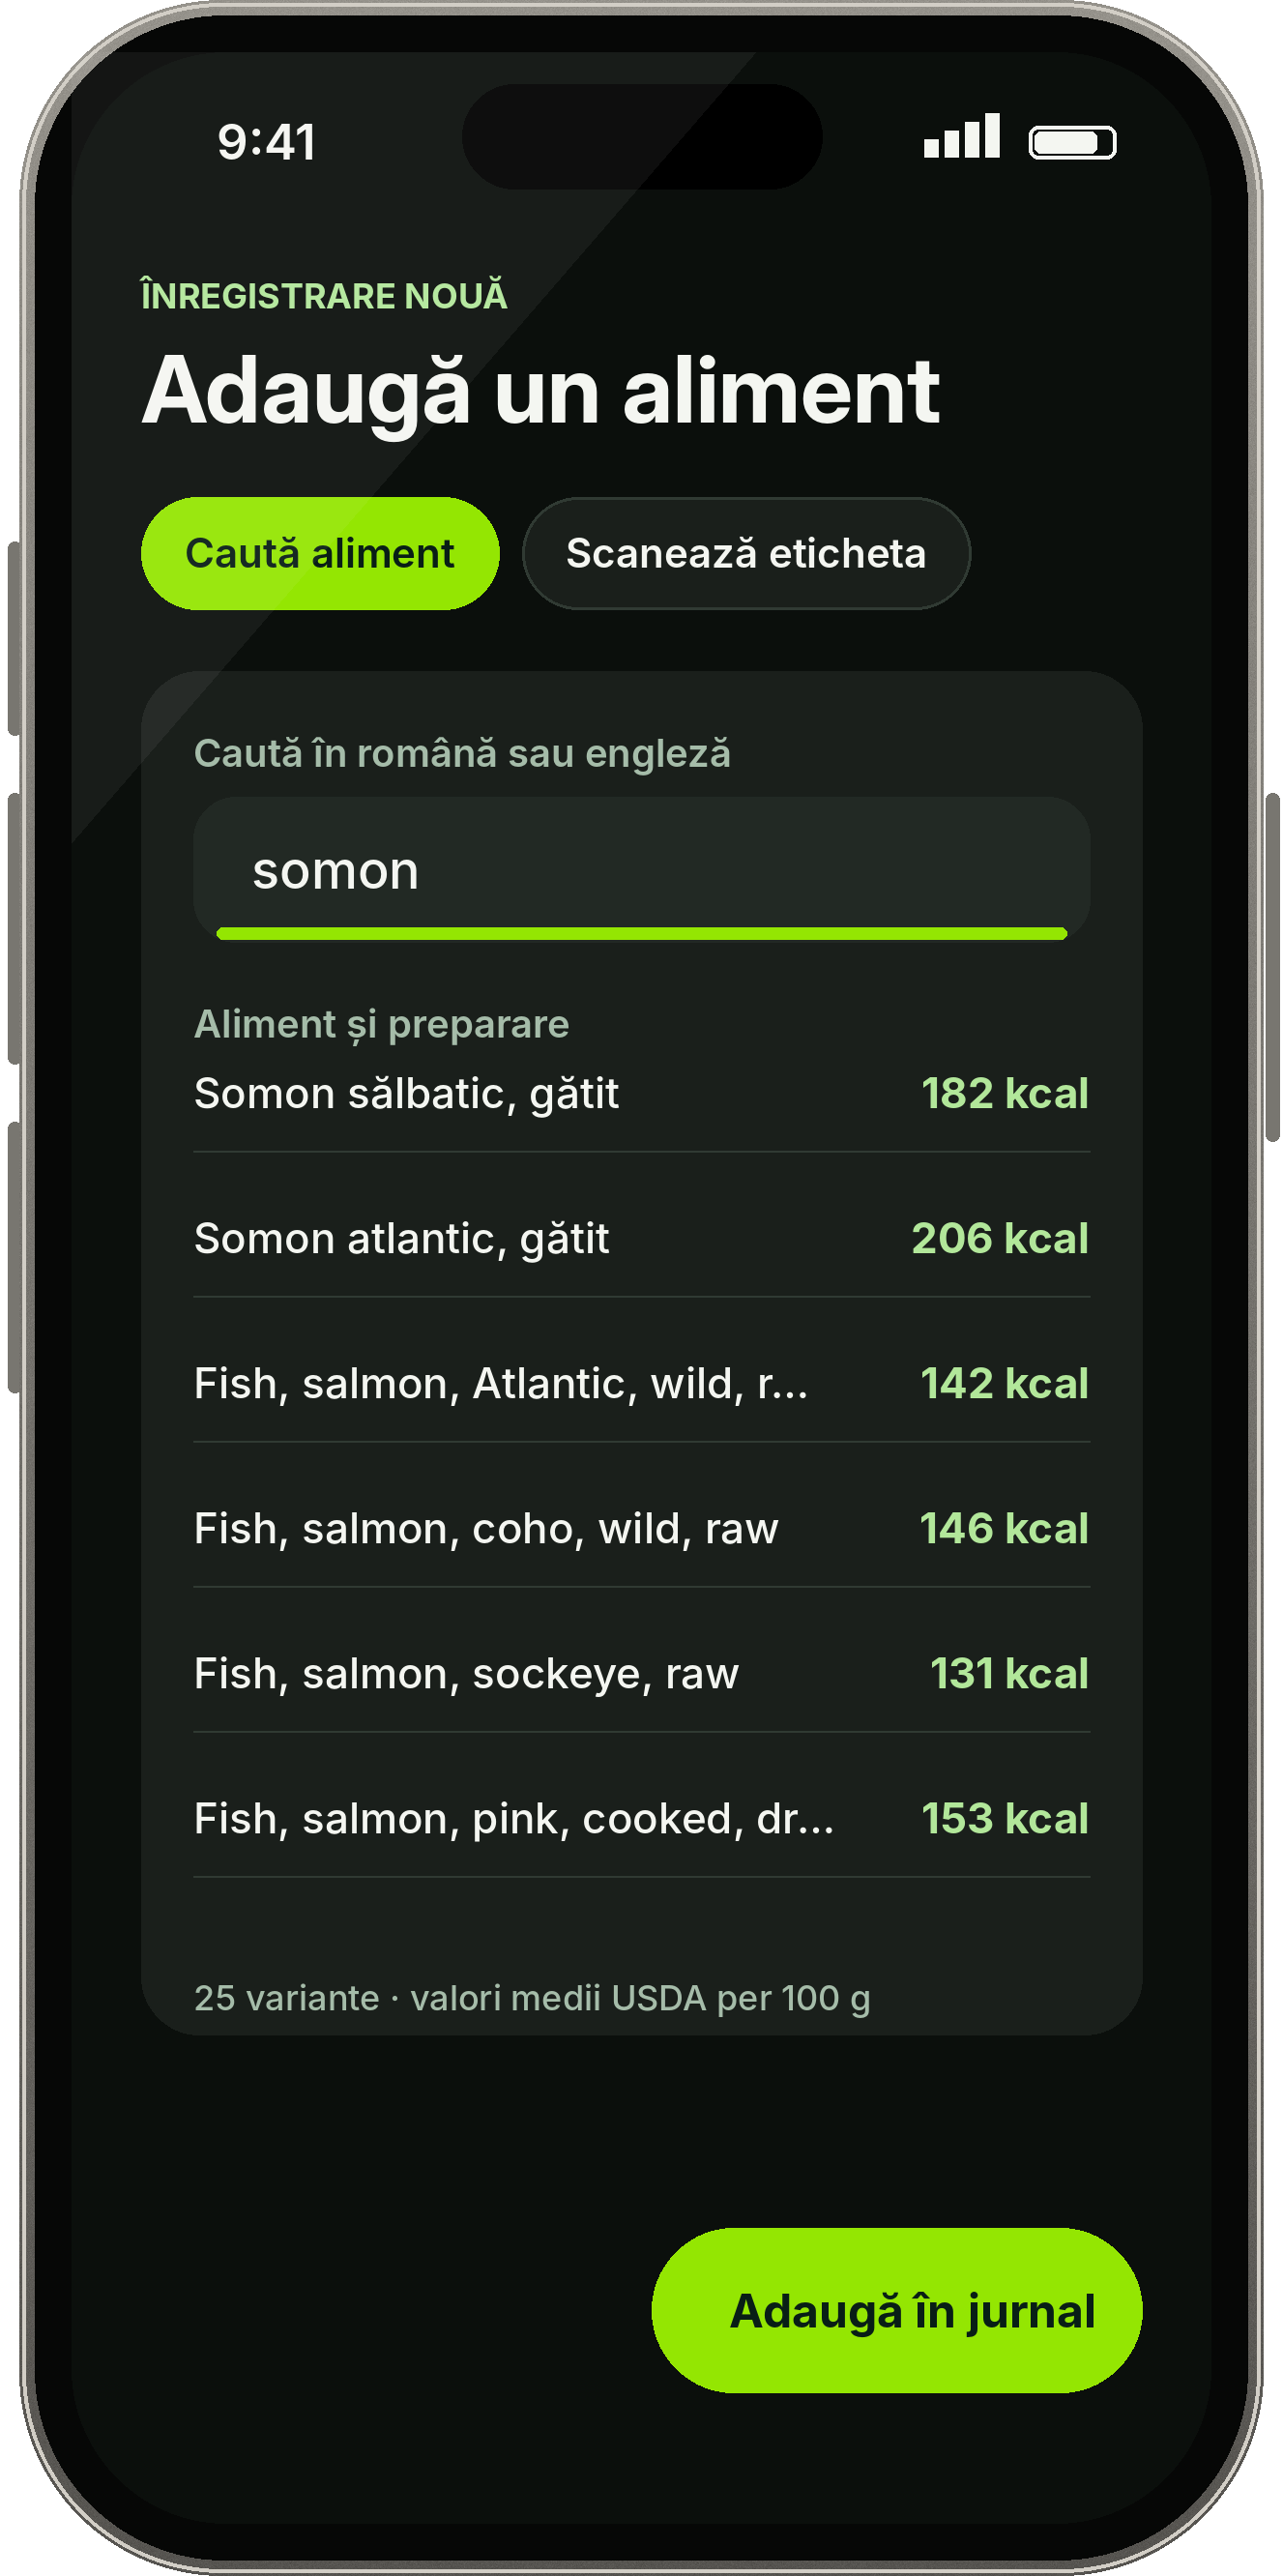 9:41
ÎNREGISTRARE NOUĂ
Adaugă un aliment
Caută aliment
Scanează eticheta
Caută în română sau engleză
somon
Aliment și preparare
Somon sălbatic, gătit 182 kcal
Somon atlantic, gătit 206 kcal
Fish, salmon, Atlantic, wild, r... 142 kcal
Fish, salmon, coho, wild, raw 146 kcal
Fish, salmon, sockeye, raw 131 kcal
Fish, salmon, pink, cooked, dr... 153 kcal
25 variante · valori medii USDA per 100 g
Adaugă în jurnal